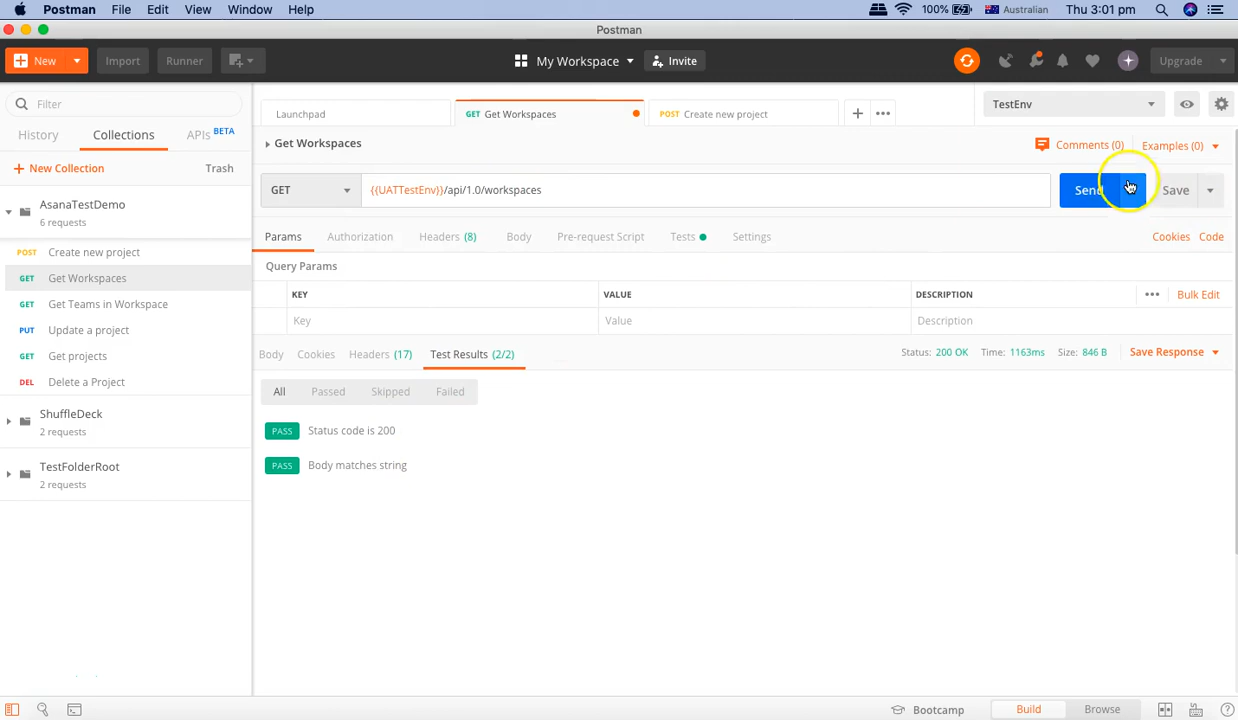 Postman File Edit View Window Help 100% Australian Thu 3:01 pm
Postman
New Import Runner My Workspace Invite Upgrade
Filter
History Collections APIs BETA
New Collection Trash
AsanaTestDemo
6 requests
POST Create new project
GET Get Workspaces
GET Get Teams in Workspace
PUT Update a project
GET Get projects
DEL Delete a Project
ShuffleDeck
2 requests
TestFolderRoot
2 requests
Launchpad GET Get Workspaces POST Create new project TestEnv
Get Workspaces Comments (0) Examples (0)
GET {{UATTestEnv}}/api/1.0/workspaces Send Save
Params Authorization Headers (8) Body Pre-request Script Tests Settings Cookies Code
Query Params
KEY VALUE DESCRIPTION Bulk Edit
Key Value Description
Body Cookies Headers (17) Test Results (2/2) Status: 200 OK Time: 1163ms Size: 846 B Save Response
All Passed Skipped Failed
PASS Status code is 200
PASS Body matches string
Bootcamp Build Browse